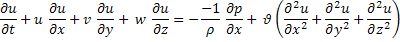 ∂u/∂t + u ∂u/∂x + v ∂u/∂y + w ∂u/∂z = − −1/ρ ∂p/∂x + ϑ (∂²u/∂x² + ∂²u/∂y² + ∂²u/∂z²)